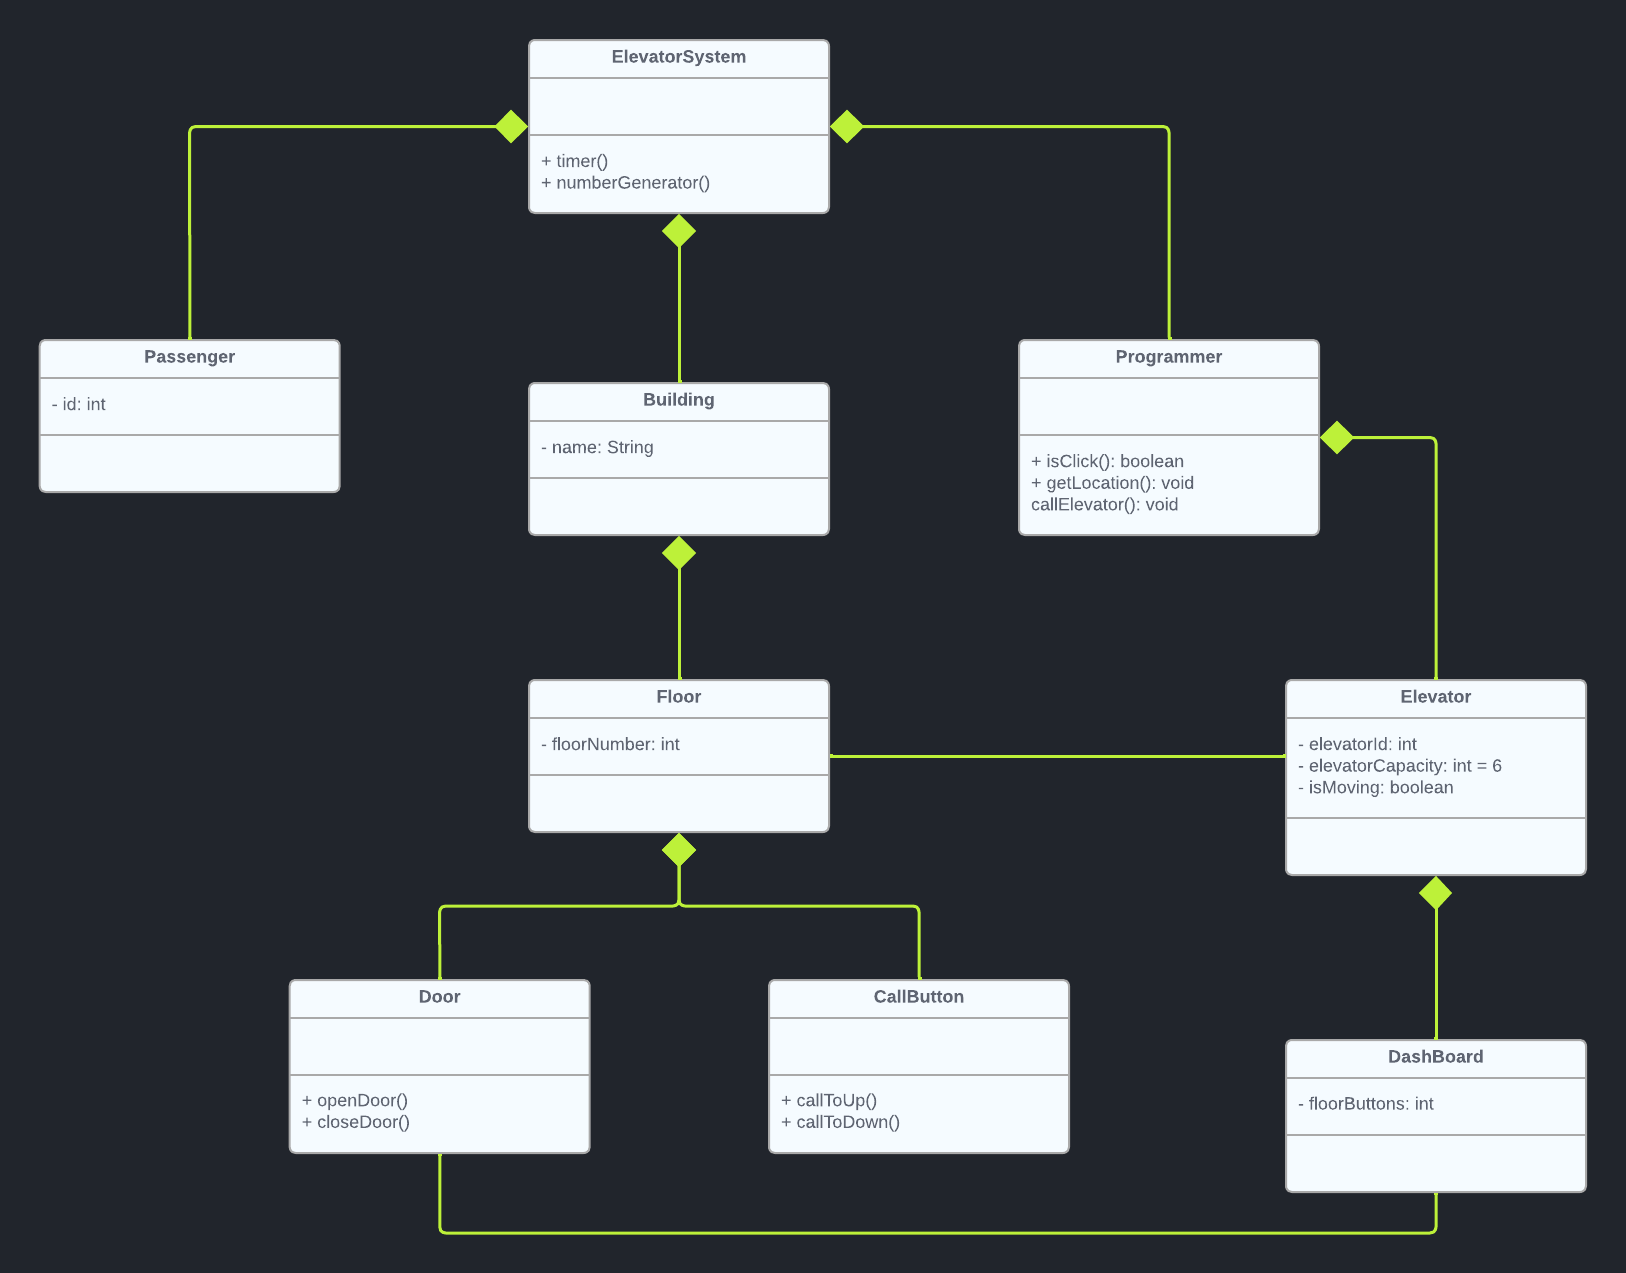 ElevatorSystem
+ timer()
+ numberGenerator()
Passenger
- id: int
Building
- name: String
Programmer
+ isClick(): boolean
+ getLocation(): void
callElevator(): void
Floor
- floorNumber: int
Elevator
- elevatorId: int
- elevatorCapacity: int = 6
- isMoving: boolean
Door
+ openDoor()
+ closeDoor()
CallButton
+ callToUp()
+ callToDown()
DashBoard
- floorButtons: int